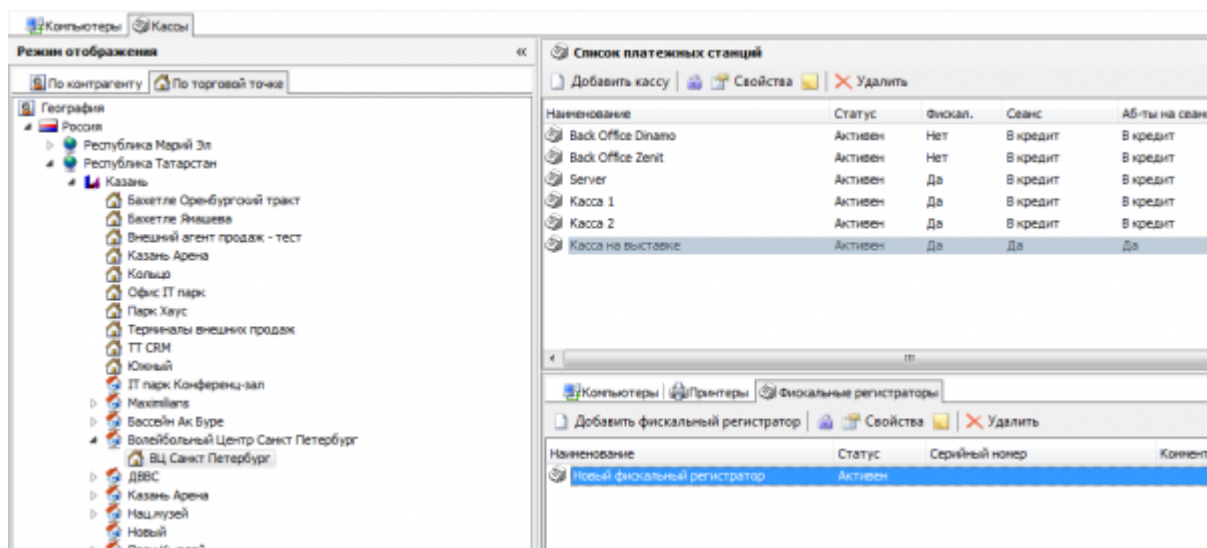 Компьютеры Кассы
Режим отображения «
По контрагенту По торговой точке
География
Россия
Республика Марий Эл
Республика Татарстан
Казань
Бахетле Оренбургский тракт
Бахетле Ямашева
Внешний агент продаж - тест
Казань Арена
Кольцо
Офис IT парк
Парк Хаус
Терминалы внешних продаж
ТТ CRM
Южный
IT парк Конференц-зал
Maximilians
Бассейн Ак Буре
Волейбольный Центр Санкт Петербург
ВЦ Санкт Петербург
ДВВС
Казань Арена
Нац.музей
Новый
Список платежных станций
Добавить кассу Свойства Удалить
Наименование Статус Фискал. Сеанс Аб-ты на сеан
Back Office Dinamo Активен Нет В кредит В кредит
Back Office Zenit Активен Нет В кредит В кредит
Server Активен Да В кредит В кредит
Касса 1 Активен Да В кредит В кредит
Касса 2 Активен Да В кредит В кредит
Касса на выставке Активен Да Да Да
Компьютеры Принтеры Фискальные регистраторы
Добавить фискальный регистратор Свойства Удалить
Наименование Статус Серийный номер Коммент
Новый фискальный регистратор Активен